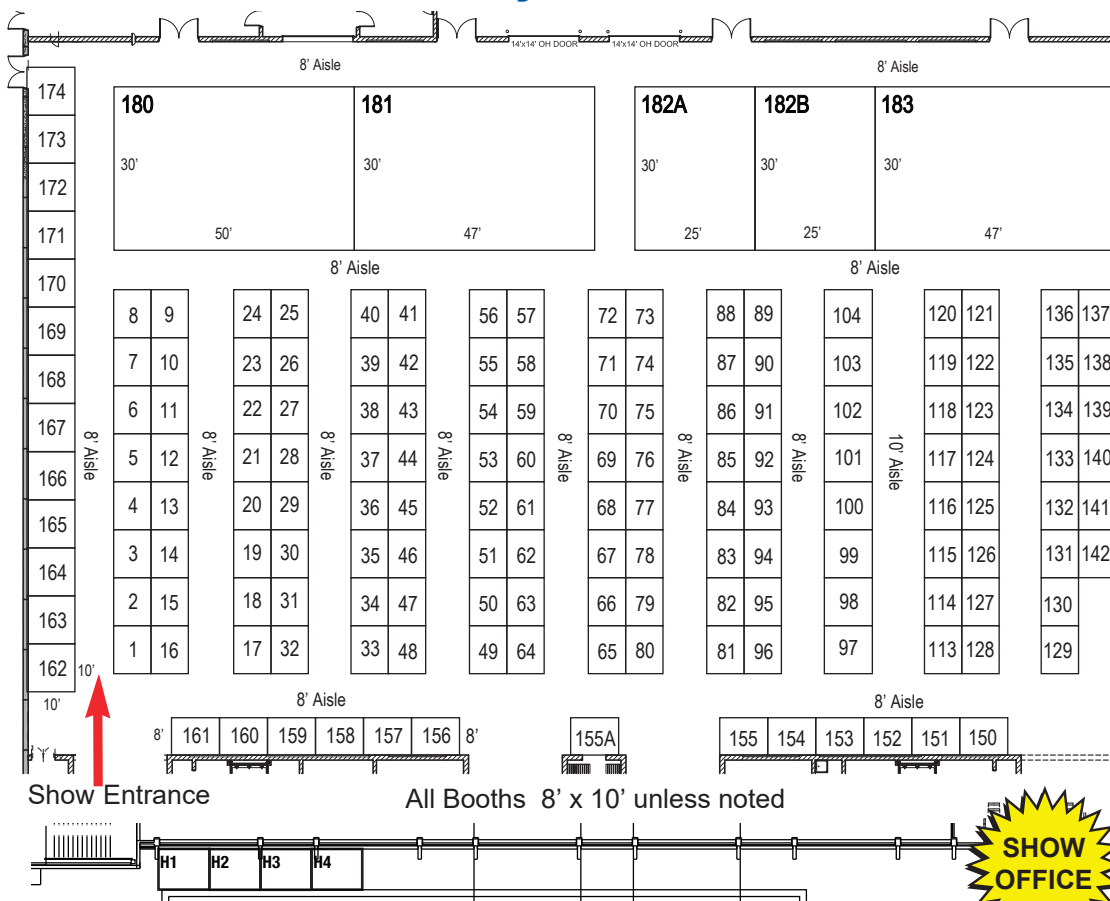 14'x14' OH DOOR 14'x14' OH DOOR
8' Aisle 8' Aisle
174
180 181 182A 182B 183
173
30' 30' 30' 30' 30'
172
171
50' 47' 25' 25' 47'
8' Aisle 8' Aisle
170
8 9 24 25 40 41 56 57 72 73 88 89 104 120 121 136 137
169
7 10 23 26 39 42 55 58 71 74 87 90 103 119 122 135 138
168
6 11 22 27 38 43 54 59 70 75 86 91 102 118 123 134 139
167
8' Aisle 8' Aisle 8' Aisle 8' Aisle 8' Aisle 8' Aisle 8' Aisle 10' Aisle
5 12 21 28 37 44 53 60 69 76 85 92 101 117 124 133 140
166
4 13 20 29 36 45 52 61 68 77 84 93 100 116 125 132 141
165
3 14 19 30 35 46 51 62 67 78 83 94 99 115 126 131 142
164
2 15 18 31 34 47 50 63 66 79 82 95 98 114 127 130
163
1 16 17 32 33 48 49 64 65 80 81 96 97 113 128 129
162 10'
10'
8' Aisle 8' Aisle
8' 161 160 159 158 157 156 8' 155A 155 154 153 152 151 150
Show Entrance All Booths 8' x 10' unless noted
H1 H2 H3 H4
SHOW
OFFICE